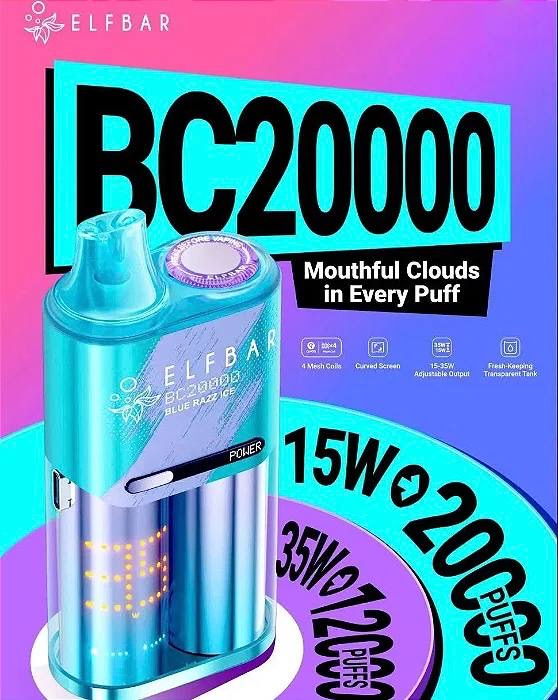 ELFBAR
BC20000
Mouthful Clouds
in Every Puff
4 Mesh Coils
Curved Screen
15-35W
Adjustable Output
Fresh-Keeping
Transparent Tank
ELFBAR
ELFBAR
BC20000
BLUE RAZZ ICE
POWER
15W
20000
PUFFS
35W
12000
PUFFS